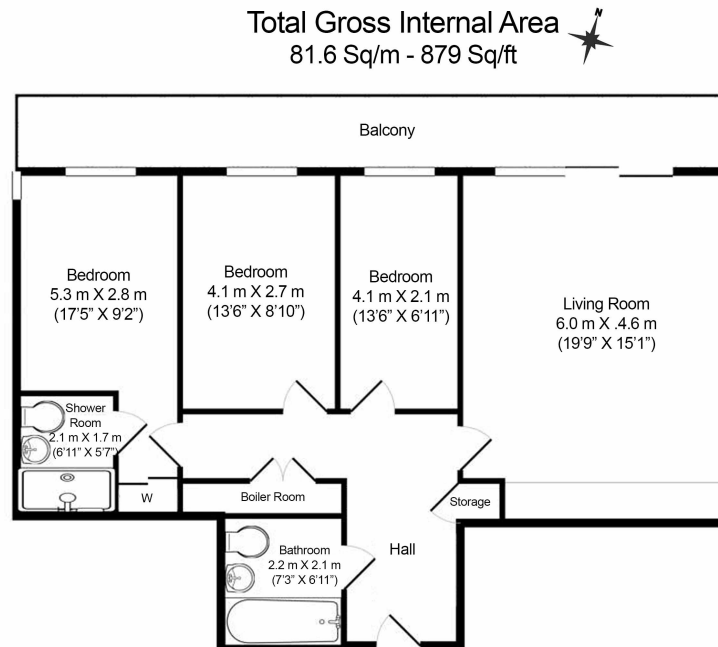 Total Gross Internal Area
81.6 Sq/m - 879 Sq/ft
N
Balcony
Bedroom
5.3 m X 2.8 m
(17'5" X 9'2")
Bedroom
4.1 m X 2.7 m
(13'6" X 8'10")
Bedroom
4.1 m X 2.1 m
(13'6" X 6'11")
Living Room
6.0 m X .4.6 m
(19'9" X 15'1")
Shower
Room
2.1 m X 1.7 m
(6'11" X 5'7")
W
Boiler Room
Storage
Bathroom
2.2 m X 2.1 m
(7'3" X 6'11")
Hall